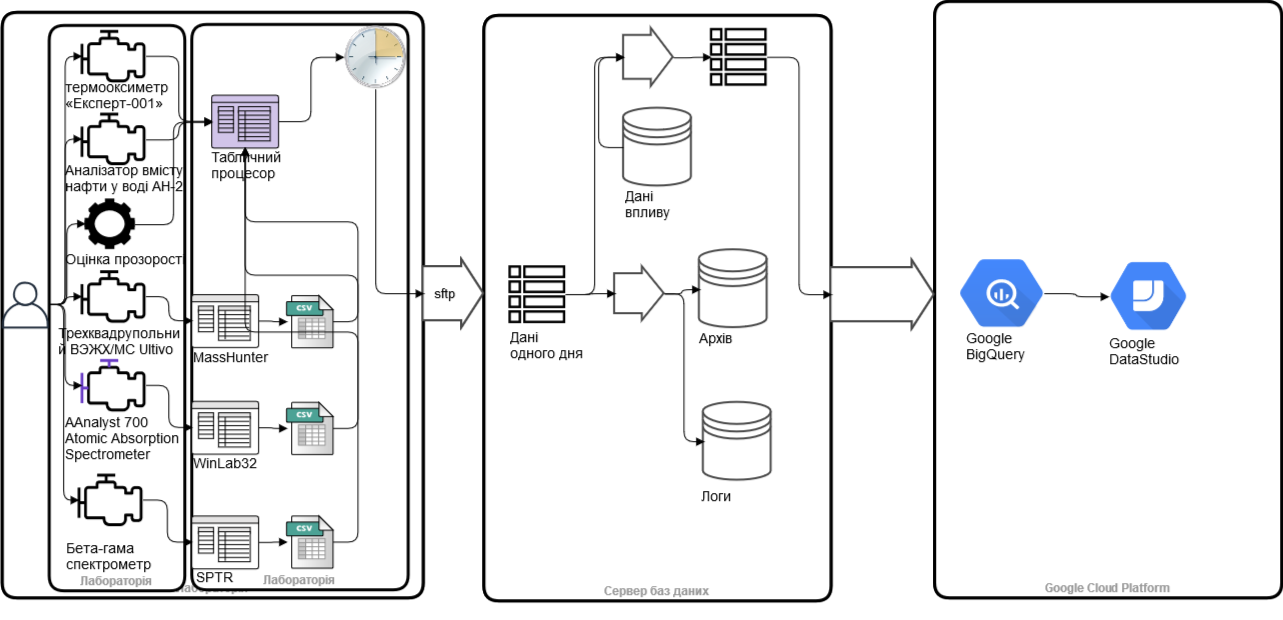 термооксиметр
«Експерт-001»
Аналізатор вмісту
нафти у воді АН-2
Оцінка прозорост
Трехквадрупольни
й ВЭЖХ/МС Ultivo
AAnalyst 700
Atomic Absorption
Spectrometer
Бета-гама
спектрометр
Лабораторія
Табличний
процесор
CSV
MassHunter
CSV
WinLab32
CSV
SPTR
Лабораторія
sftp
Дані
впливу
Дані
одного дня
Архів
Логи
Сервер баз даних
Google
BigQuery
Google
DataStudio
Google Cloud Platform